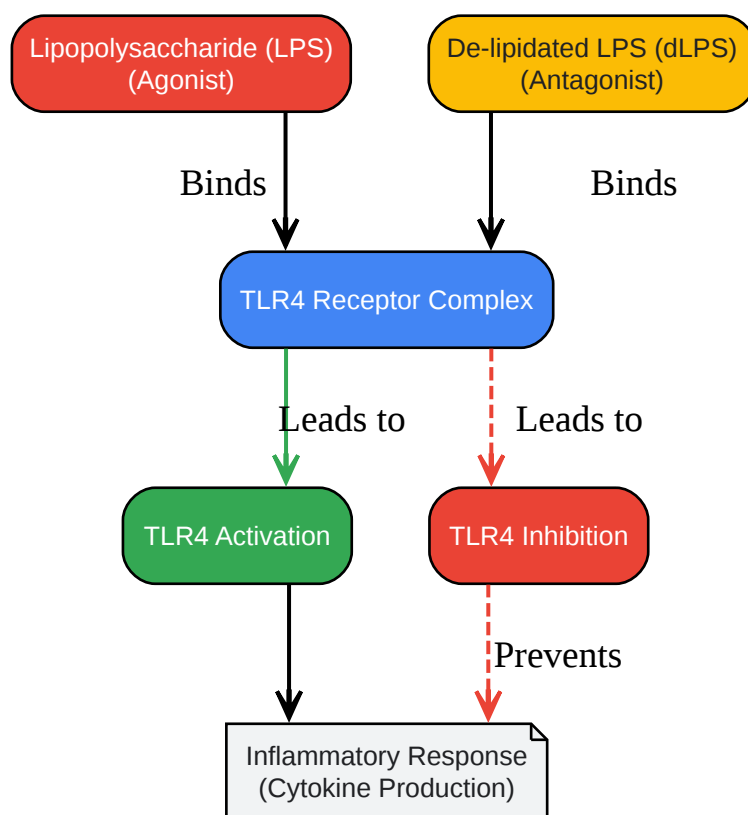 Lipopolysaccharide (LPS)
(Agonist)
De-lipidated LPS (dLPS)
(Antagonist)
Binds
Binds
TLR4 Receptor Complex
Leads to
Leads to
TLR4 Activation
TLR4 Inhibition
Prevents
Inflammatory Response
(Cytokine Production)